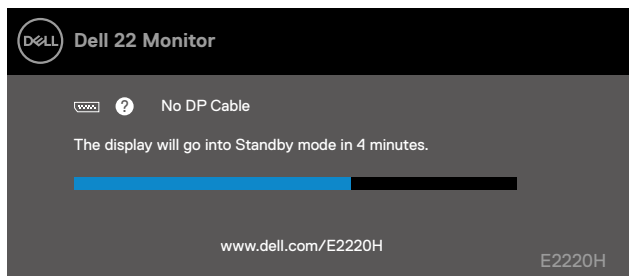 DELL Dell 22 Monitor
? No DP Cable
The display will go into Standby mode in 4 minutes.
www.dell.com/E2220H
E2220H